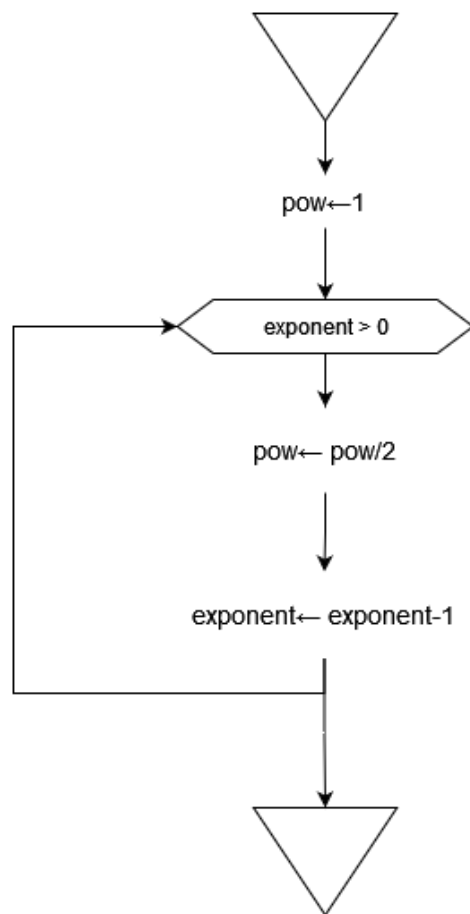 pow←1
exponent > 0
pow← pow/2
exponent← exponent-1